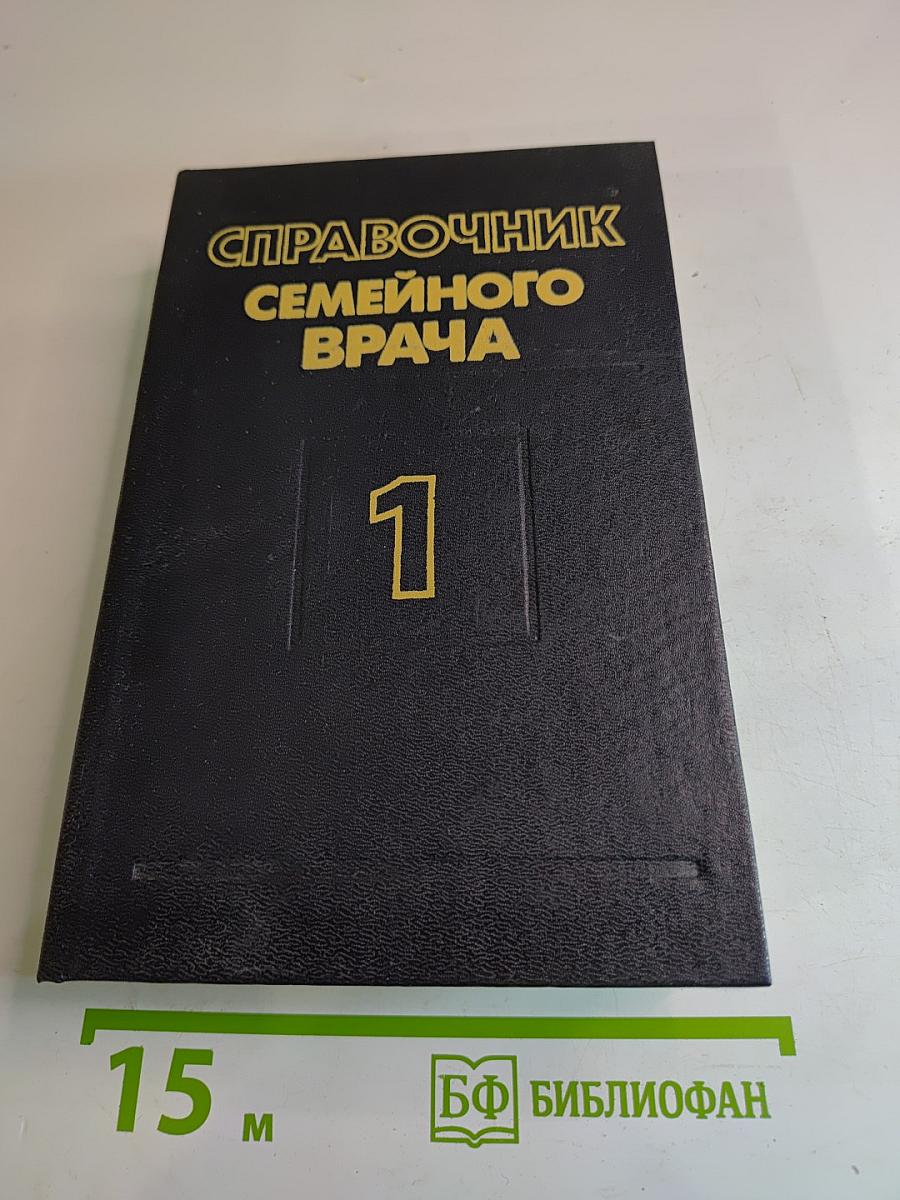 СПРАВОЧНИК
СЕМЕЙНОГО
ВРАЧА
1
15 м
БФ БИБЛИОФАН